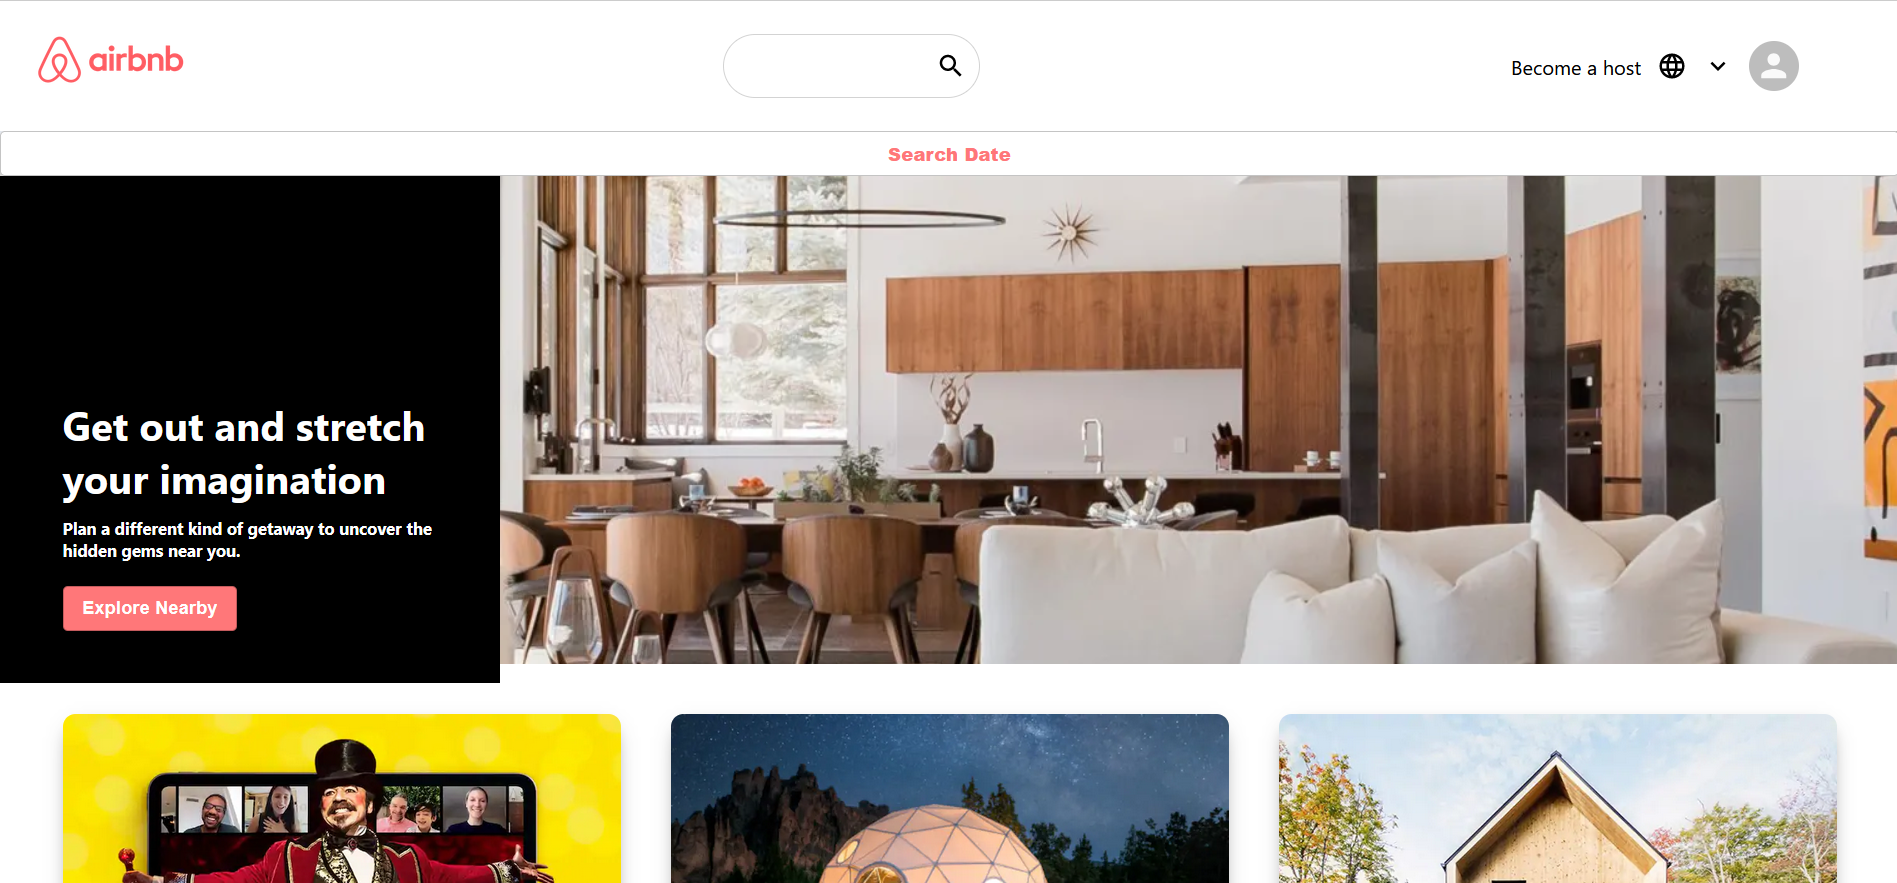 airbnb
Become a host
Search Date
Get out and stretch
your imagination
Plan a different kind of getaway to uncover the
hidden gems near you.
Explore Nearby